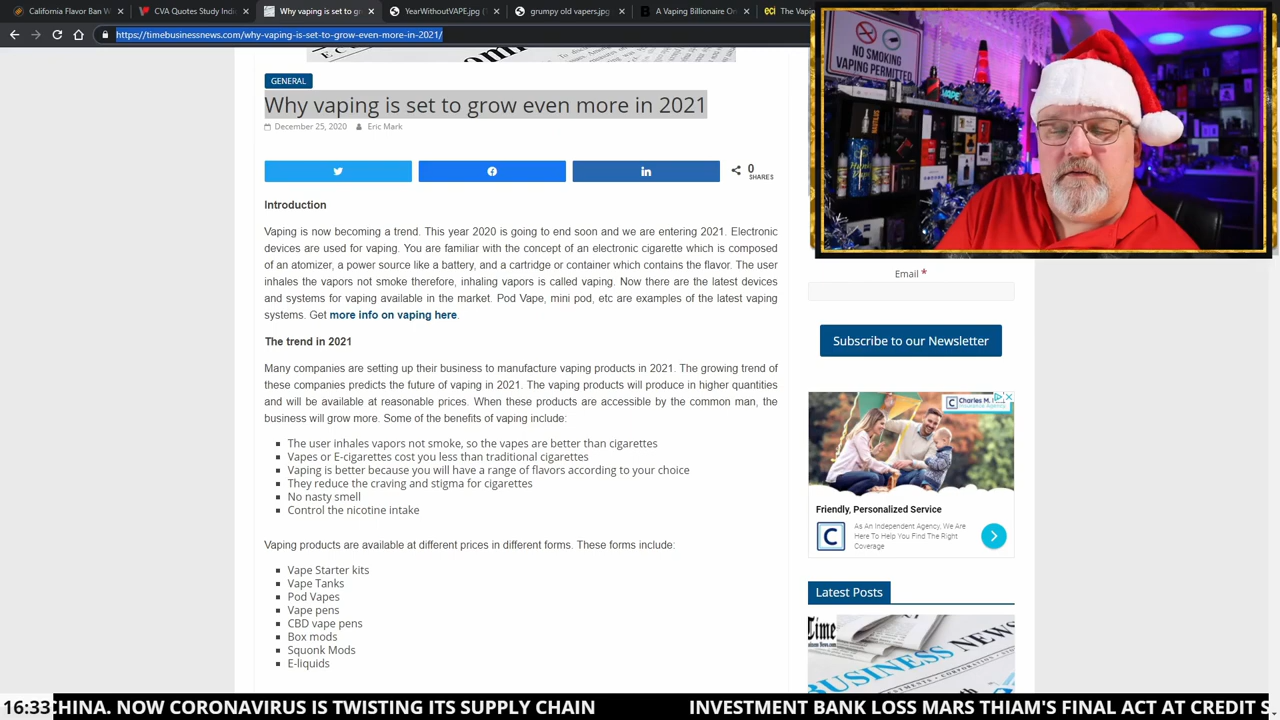 California Flavor Ban W
CVA Quotes Study Indi
Why vaping is set to gro
YearWithoutVAPE.jpg (
grumpy old vapers.jpg
A Vaping Billionaire O
The Vapi
https://timebusinessnews.com/why-vaping-is-set-to-grow-even-more-in-2021/
NO SMOKING
VAPING PERMITTED
VAPE
NAUTILUS
GENERAL
Why vaping is set to grow even more in 2021
December 25, 2020 Eric Mark
0
SHARES
Introduction
Vaping is now becoming a trend. This year 2020 is going to end soon and we are entering 2021. Electronic
devices are used for vaping. You are familiar with the concept of an electronic cigarette which is composed
of an atomizer, a power source like a battery, and a cartridge or container which contains the flavor. The user
inhales the vapors not smoke therefore, inhaling vapors is called vaping. Now there are the latest devices
and systems for vaping available in the market. Pod Vape, mini pod, etc are examples of the latest vaping
systems. Get more info on vaping here.
The trend in 2021
Many companies are setting up their business to manufacture vaping products in 2021. The growing trend of
these companies predicts the future of vaping in 2021. The vaping products will produce in higher quantities
and will be available at reasonable prices. When these products are accessible by the common man, the
business will grow more. Some of the benefits of vaping include:
The user inhales vapors not smoke, so the vapes are better than cigarettes
Vapes or E-cigarettes cost you less than traditional cigarettes
Vaping is better because you will have a range of flavors according to your choice
They reduce the craving and stigma for cigarettes
No nasty smell
Control the nicotine intake
Vaping products are available at different prices in different forms. These forms include:
Vape Starter kits
Vape Tanks
Pod Vapes
Vape pens
CBD vape pens
Box mods
Squonk Mods
E-liquids
Email *
Subscribe to our Newsletter
Charles M.
Insurance Agency
Friendly, Personalized Service
As An Independent Agency, We Are
Here To Help You Find The Right
Coverage
Latest Posts
Time
BUSINESS NEWS
16:33 CHINA. NOW CORONAVIRUS IS TWISTING ITS SUPPLY CHAIN INVESTMENT BANK LOSS MARS THIAM'S FINAL ACT AT CREDIT S